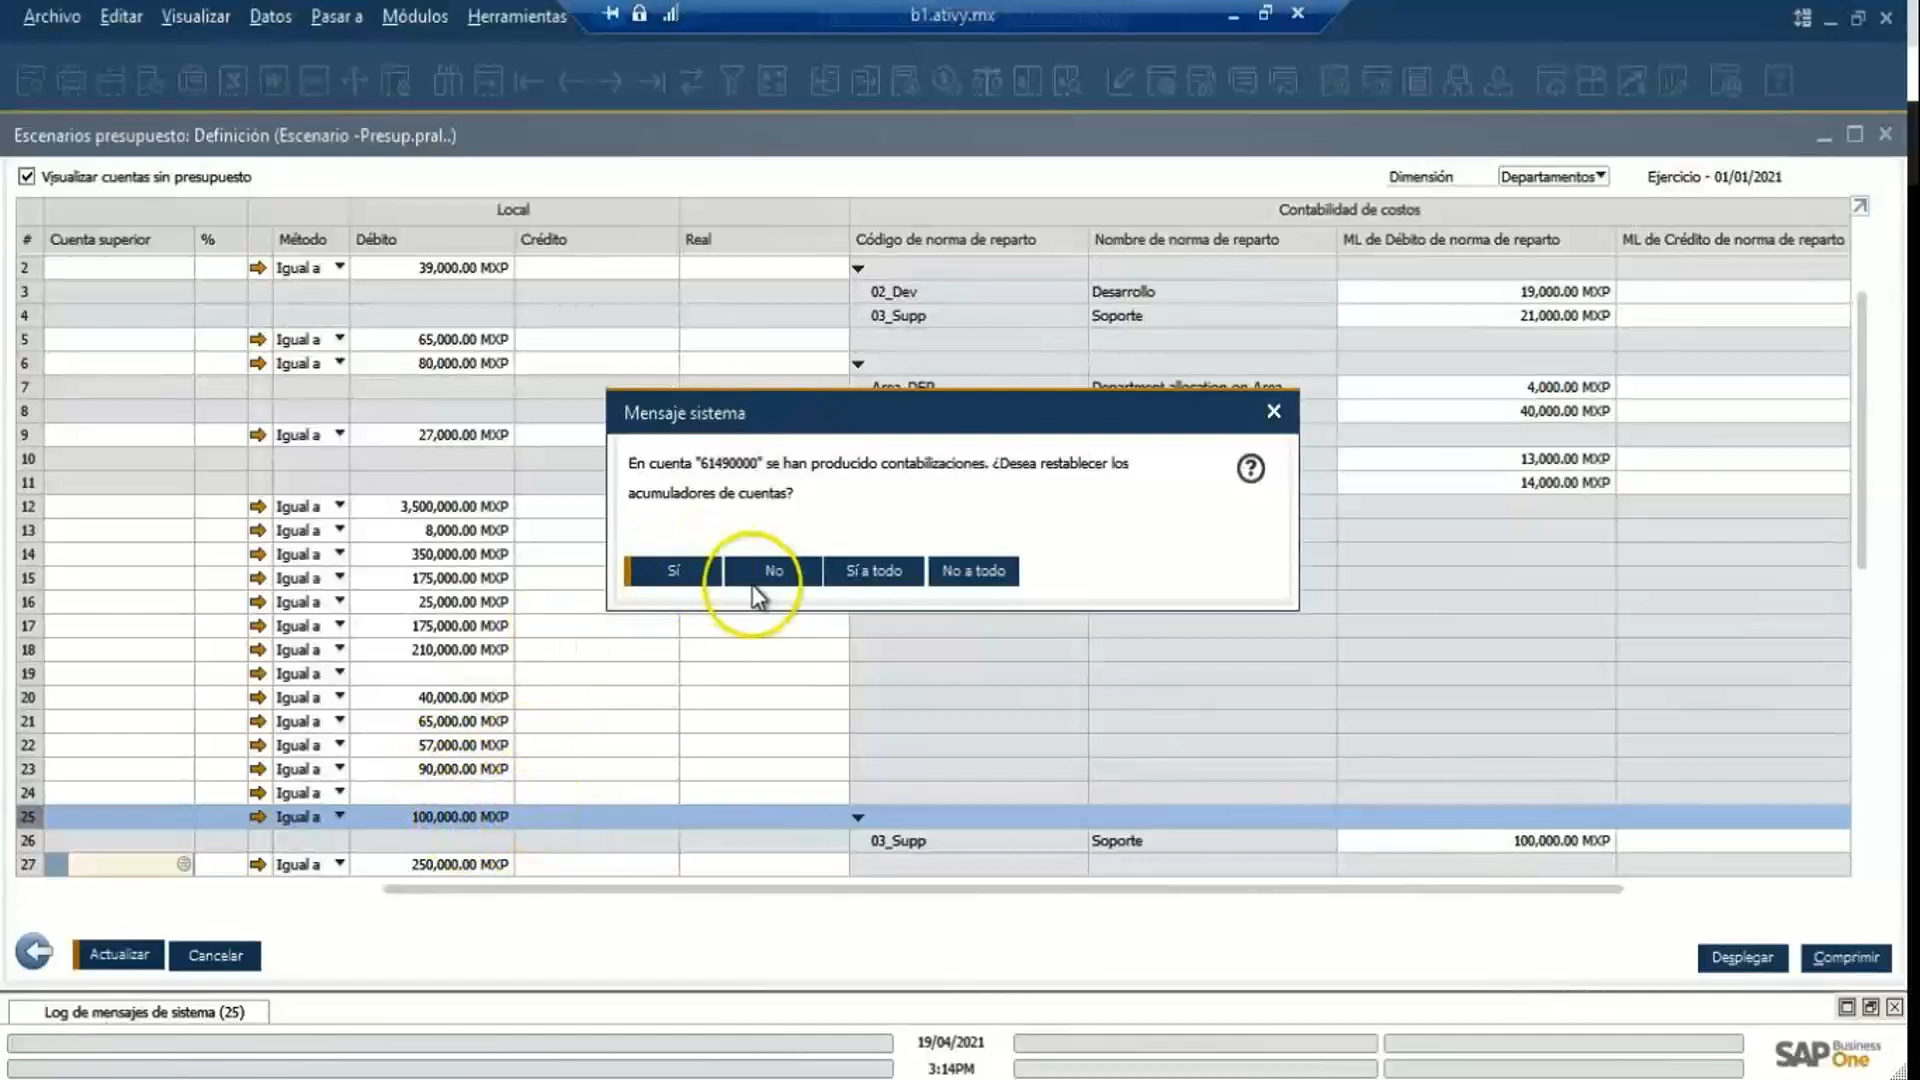 Archivo Editar Visualizar Datos Pasar a Módulos Herramientas
b1.ativy.mx
Escenarios presupuesto: Definición (Escenario -Presup.pral..)
Visualizar cuentas sin presupuesto
Dimensión Departamentos Ejercicio - 01/01/2021
Local Contabilidad de costos
# Cuenta superior % Método Débito Crédito Real Código de norma de reparto Nombre de norma de reparto ML de Débito de norma de reparto ML de Crédito de norma de reparto
2 Igual a 39,000.00 MXP
3 02_Dev Desarrollo 19,000.00 MXP
4 03_Supp Soporte 21,000.00 MXP
5 Igual a 65,000.00 MXP
6 Igual a 80,000.00 MXP
7 Area_DEP Department allocation on Area 4,000.00 MXP
8 40,000.00 MXP
9 Igual a 27,000.00 MXP
10 13,000.00 MXP
11 14,000.00 MXP
12 Igual a 3,500,000.00 MXP
13 Igual a 8,000.00 MXP
14 Igual a 350,000.00 MXP
15 Igual a 175,000.00 MXP
16 Igual a 25,000.00 MXP
17 Igual a 175,000.00 MXP
18 Igual a 210,000.00 MXP
19 Igual a
20 Igual a 40,000.00 MXP
21 Igual a 65,000.00 MXP
22 Igual a 57,000.00 MXP
23 Igual a 90,000.00 MXP
24 Igual a
25 Igual a 100,000.00 MXP
26 03_Supp Soporte 100,000.00 MXP
27 Igual a 250,000.00 MXP
Mensaje sistema
En cuenta "61490000" se han producido contabilizaciones. ¿Desea restablecer los
acumuladores de cuentas?
Sí No Sí a todo No a todo
Actualizar Cancelar Desplegar Comprimir
Log de mensajes de sistema (25)
19/04/2021
3:14PM
SAP Business
One